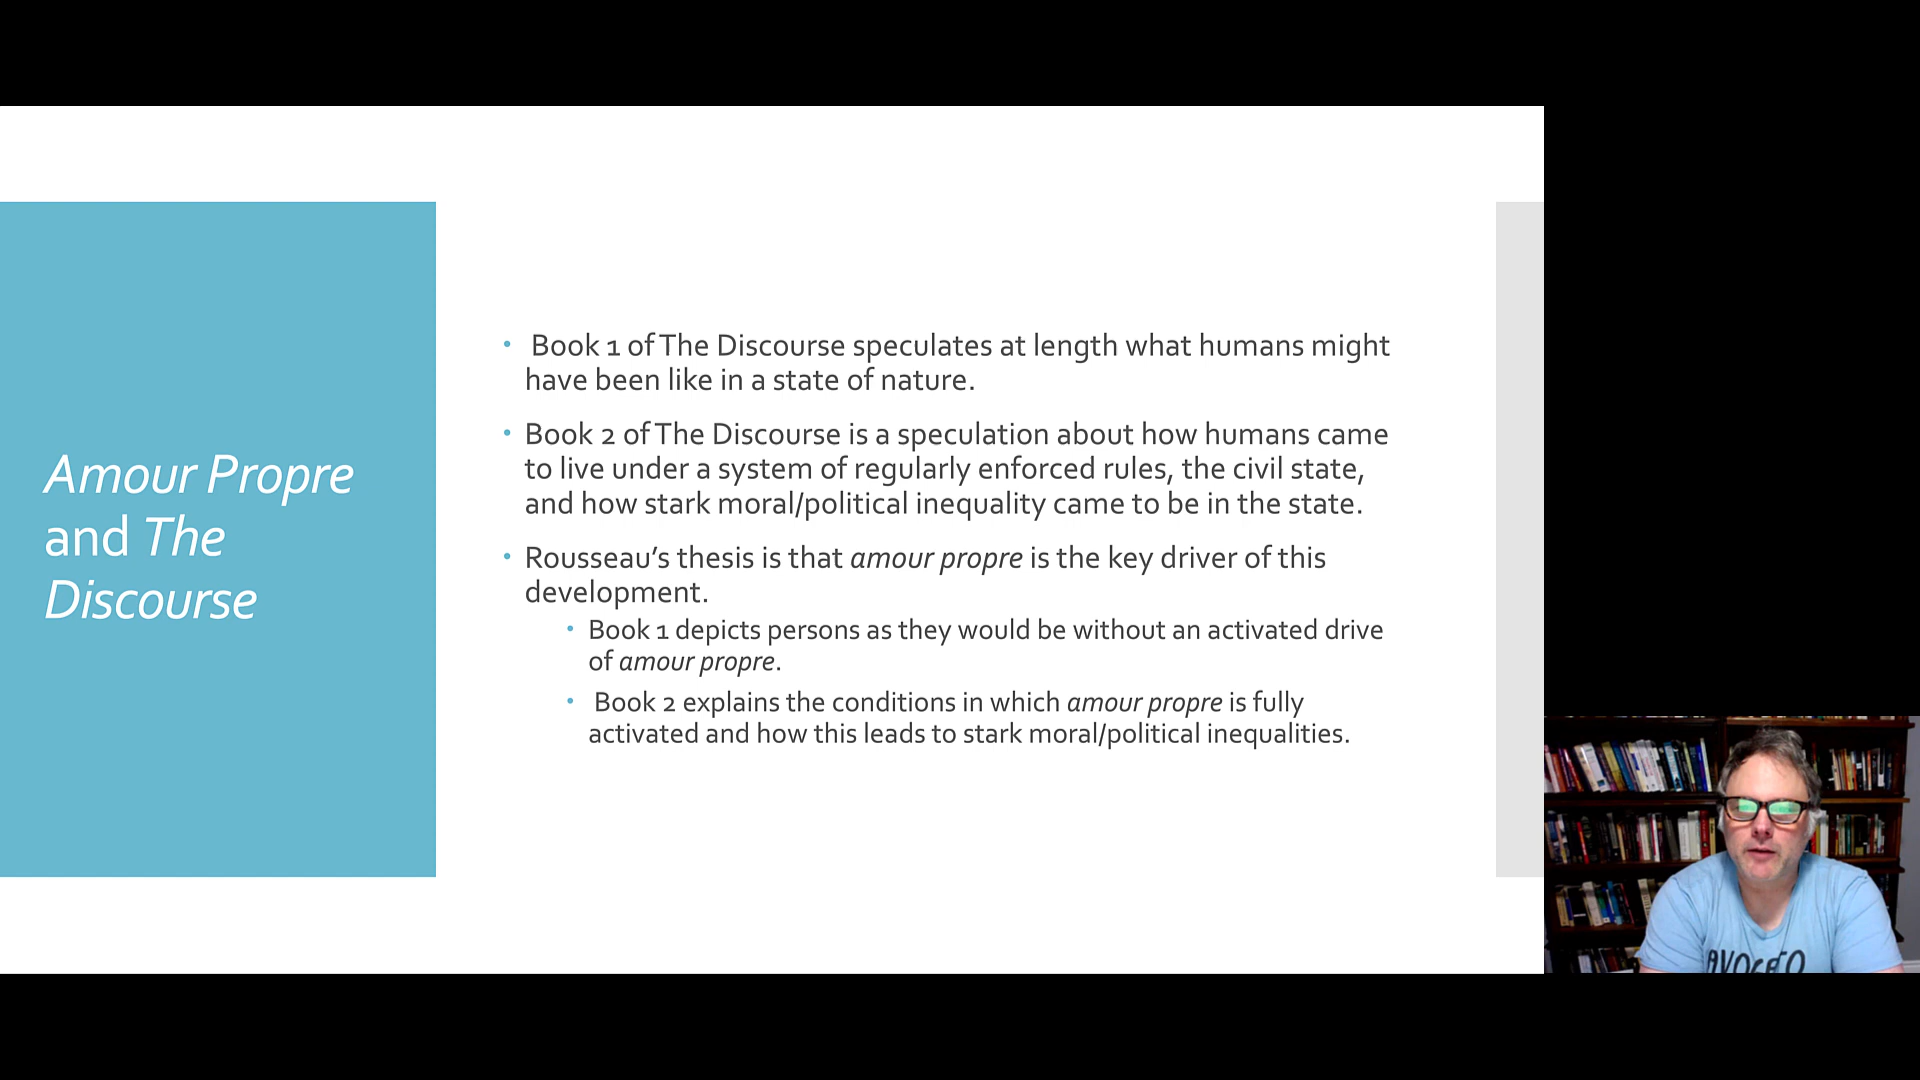 Amour Propre
and The
Discourse
• Book 1 of The Discourse speculates at length what humans might
have been like in a state of nature.
• Book 2 of The Discourse is a speculation about how humans came
to live under a system of regularly enforced rules, the civil state,
and how stark moral/political inequality came to be in the state.
• Rousseau’s thesis is that amour propre is the key driver of this
development.
• Book 1 depicts persons as they would be without an activated drive
of amour propre.
• Book 2 explains the conditions in which amour propre is fully
activated and how this leads to stark moral/political inequalities.